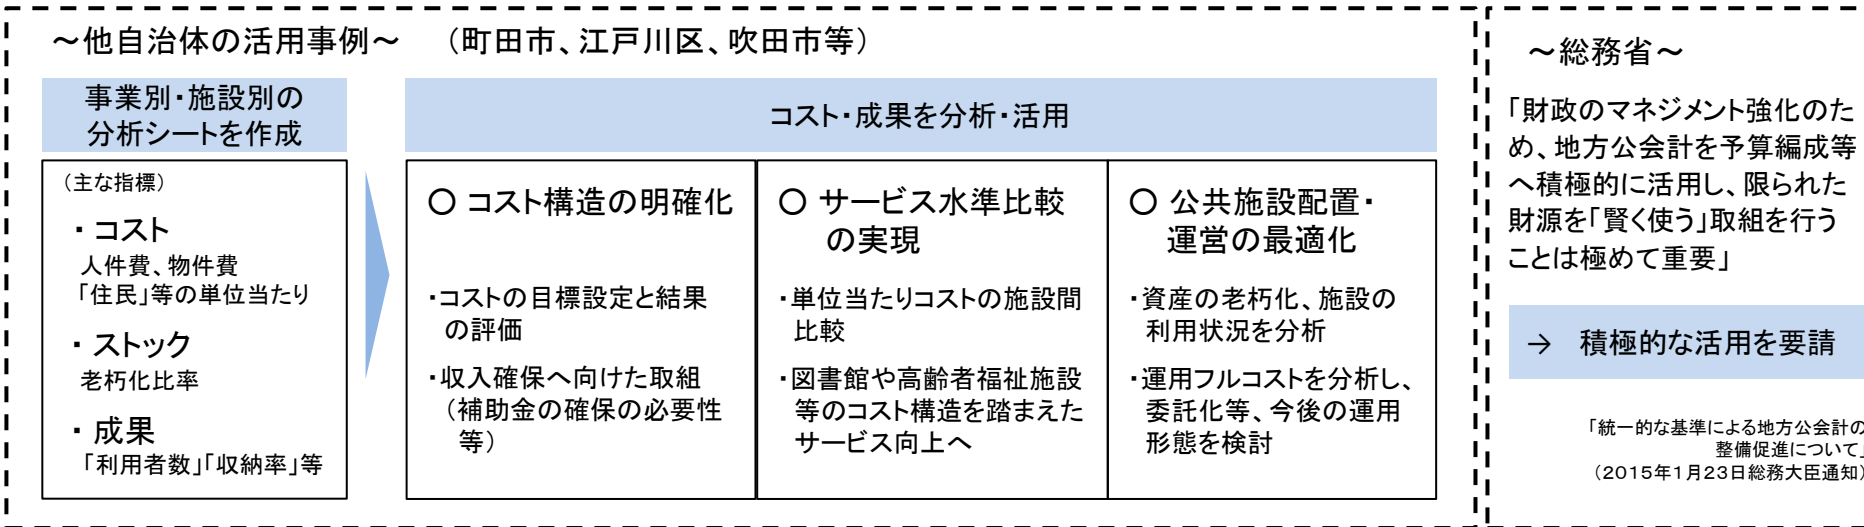 ～他自治体の活用事例～　（町田市、江戸川区、吹田市等）
事業別・施設別の
分析シートを作成
（主な指標）
・コスト
人件費、物件費
「住民」等の単位当たり
・ストック
老朽化比率
・成果
「利用者数」「収納率」等
コスト・成果を分析・活用
〇 コスト構造の明確化
・コストの目標設定と結果
の評価
・収入確保へ向けた取組
（補助金の確保の必要性
等）
〇 サービス水準比較
の実現
・単位当たりコストの施設間
比較
・図書館や高齢者福祉施設
等のコスト構造を踏まえた
サービス向上へ
〇 公共施設配置・
運営の最適化
・資産の老朽化、施設の
利用状況を分析
・運用フルコストを分析し、
委託化等、今後の運用
形態を検討
～総務省～
「財政のマネジメント強化のた
め、地方公会計を予算編成等
へ積極的に活用し、限られた
財源を「賢く使う」取組を行う
ことは極めて重要」
→　積極的な活用を要請
「統一的な基準による地方公会計の
整備促進について」
（２０１５年１月２３日総務大臣通知）